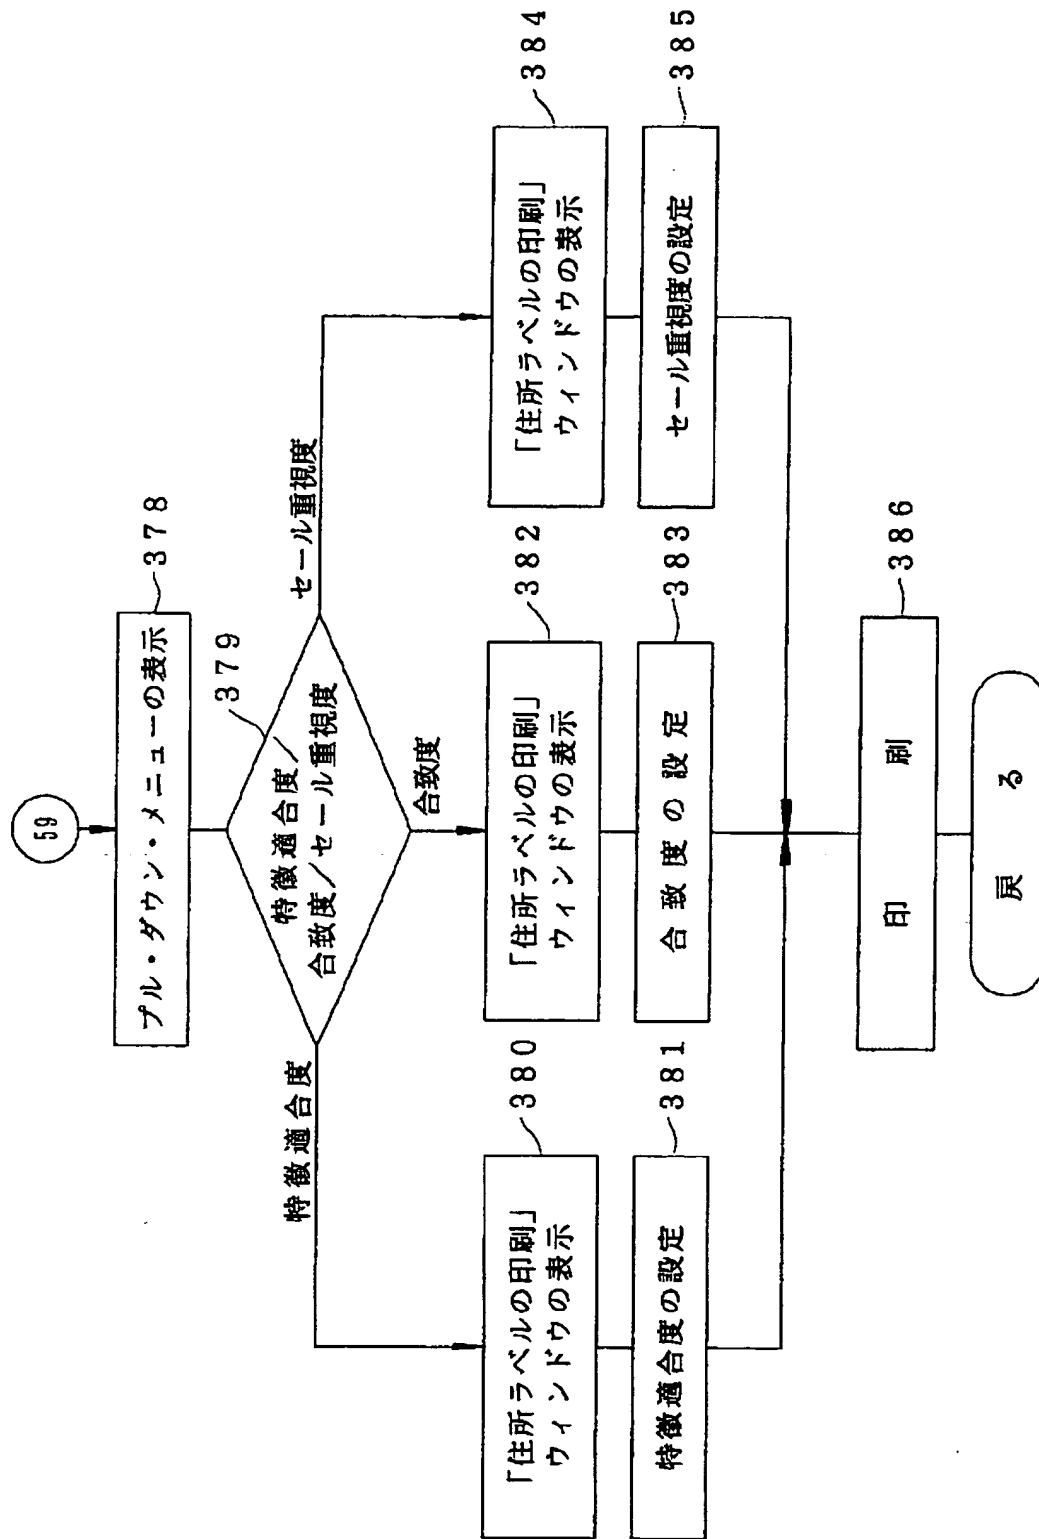 59
プル・ダウン・メニューの表示
378
特徴適合度／
合致度／セール重視度
379
特徴適合度
合致度
セール重視度
「住所ラベルの印刷」
ウィンドウの表示
380
特徴適合度の設定
381
「住所ラベルの印刷」
ウィンドウの表示
382
合致度の設定
383
「住所ラベルの印刷」
ウィンドウの表示
384
セール重視度の設定
385
印刷
386
戻る